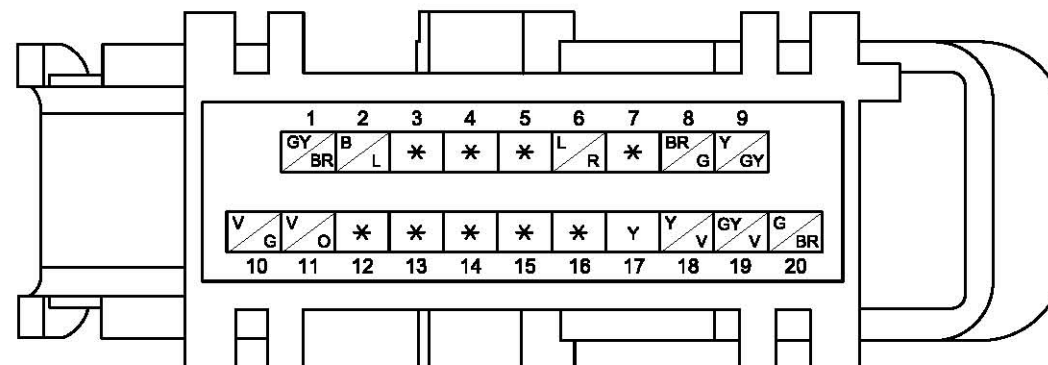 1 2 3 4 5 6 7 8 9
GY/BR B/L * * * L/R * BR/G Y/GY
V/G V/O * * * * * Y Y/V GY/V G/BR
10 11 12 13 14 15 16 17 18 19 20